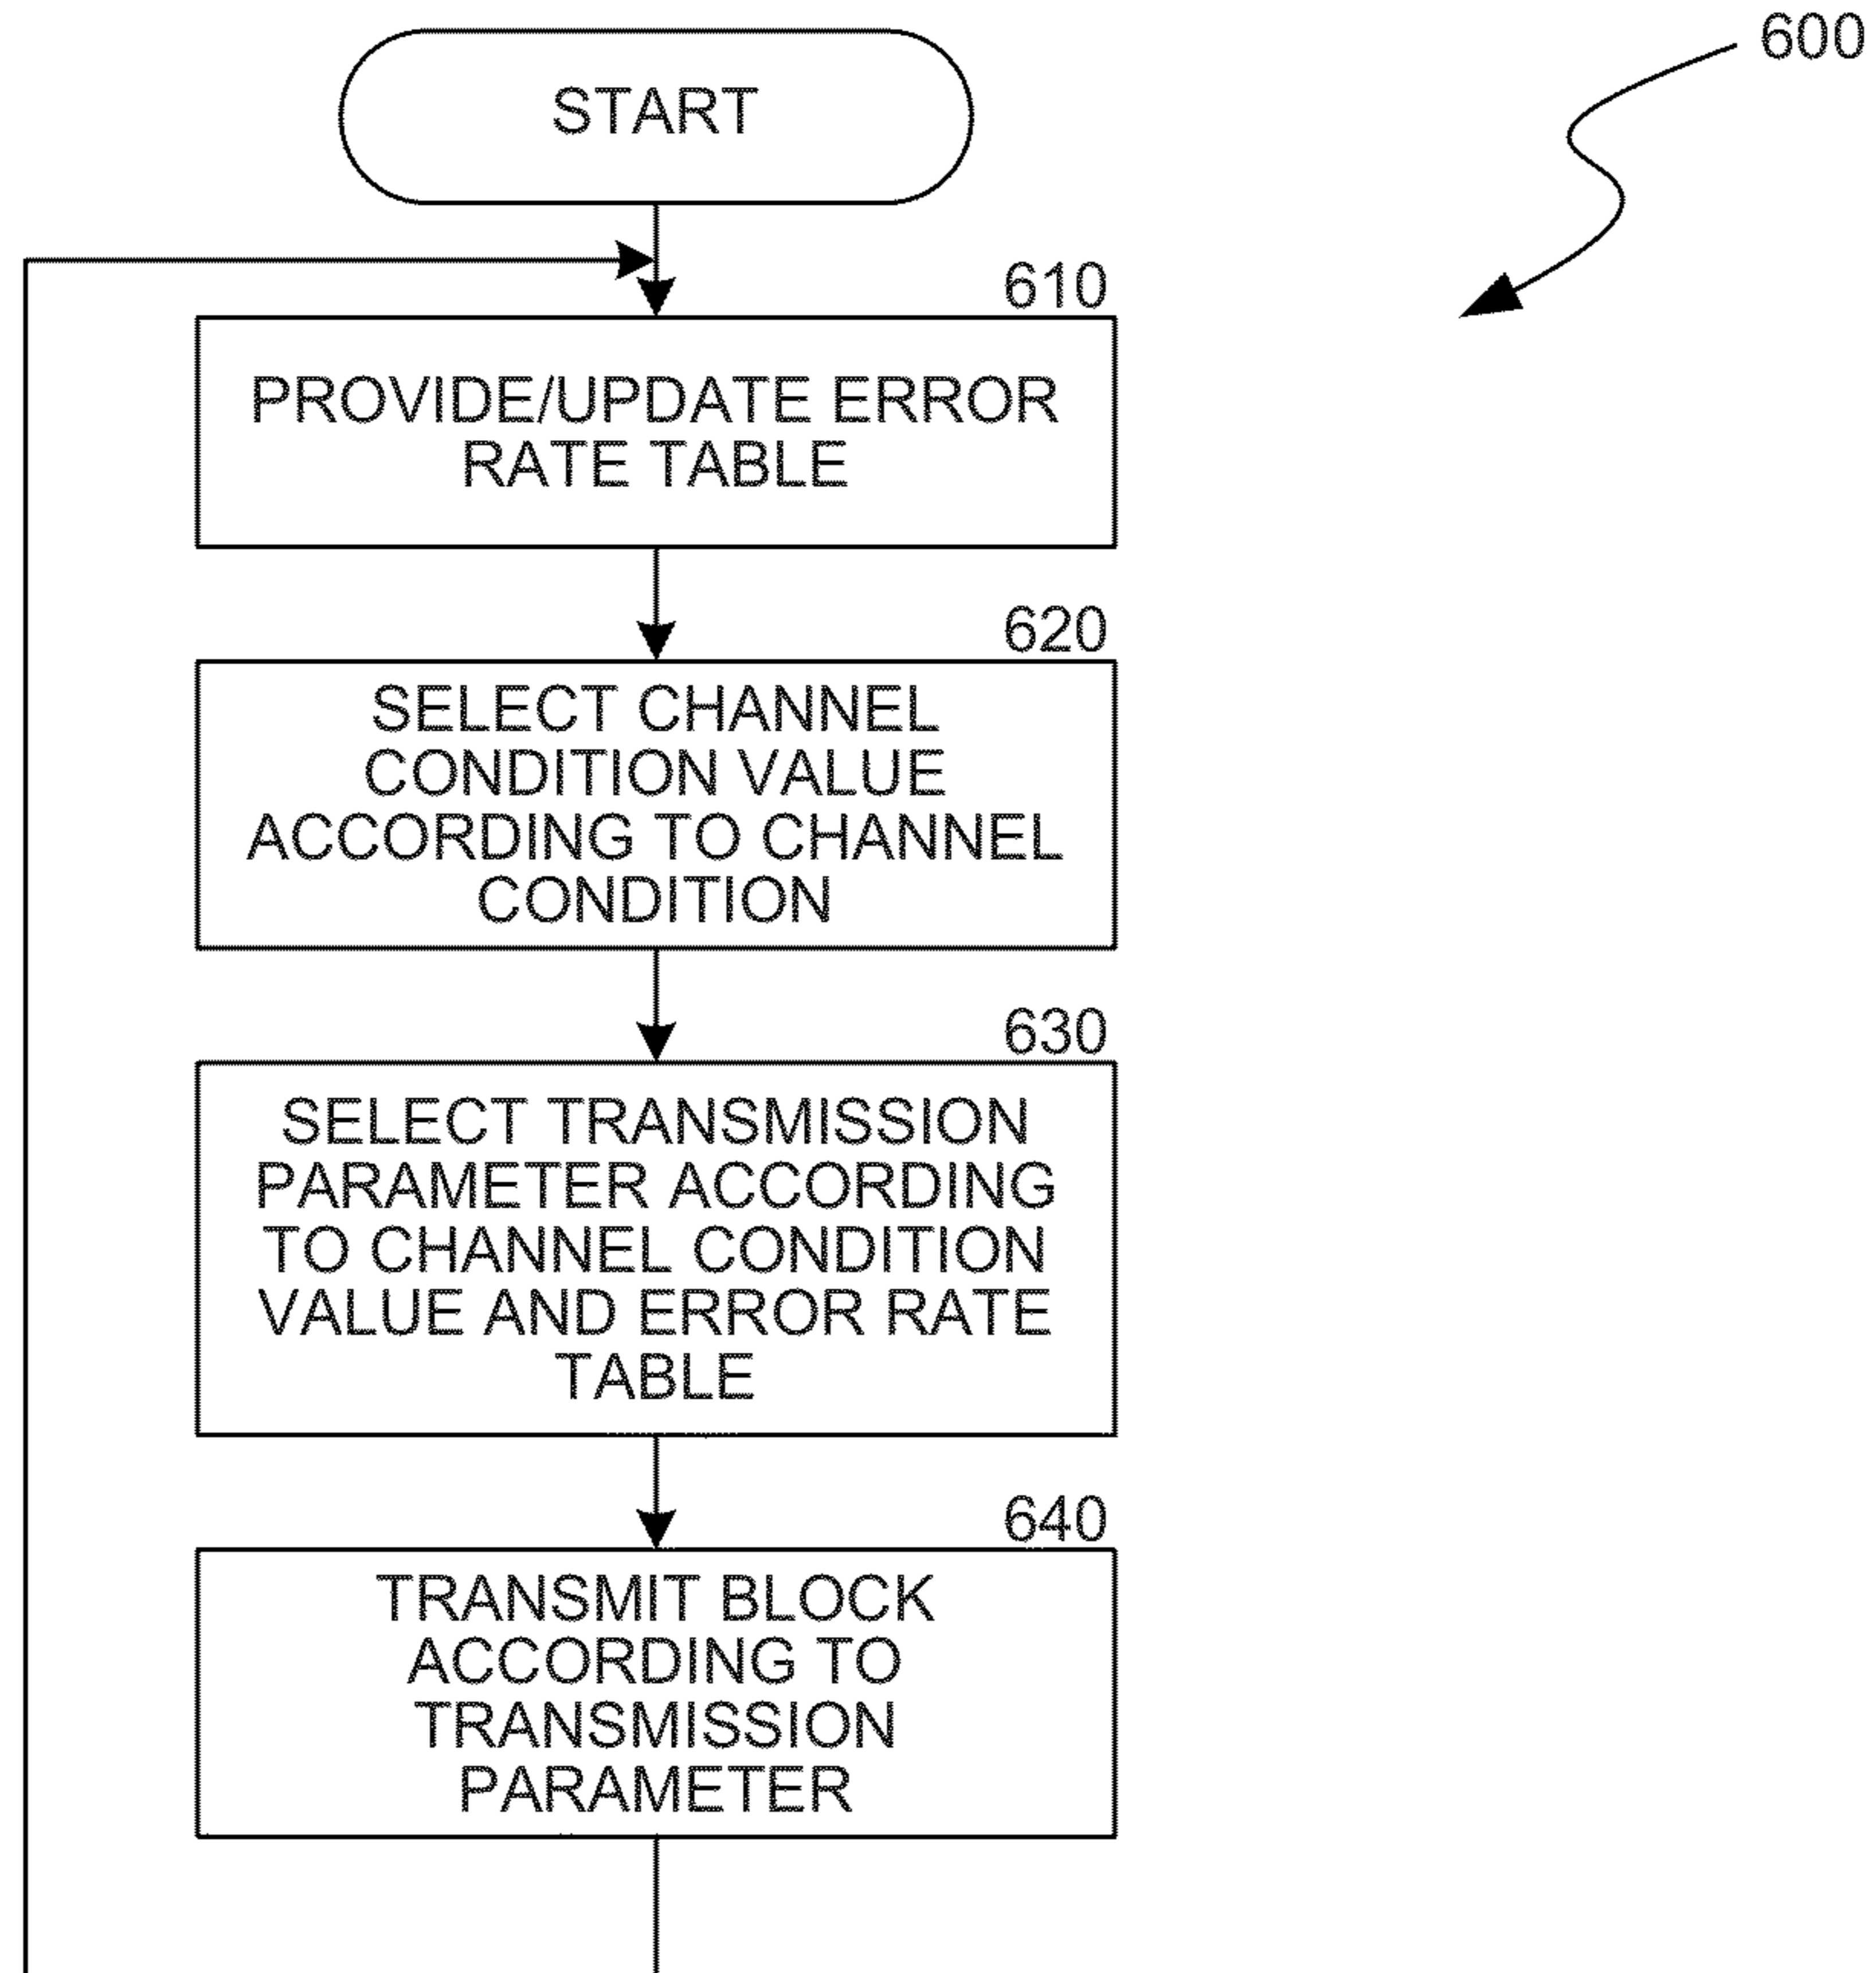 600
START
610
PROVIDE/UPDATE ERROR
RATE TABLE
620
SELECT CHANNEL
CONDITION VALUE
ACCORDING TO CHANNEL
CONDITION
630
SELECT TRANSMISSION
PARAMETER ACCORDING
TO CHANNEL CONDITION
VALUE AND ERROR RATE
TABLE
640
TRANSMIT BLOCK
ACCORDING TO
TRANSMISSION
PARAMETER